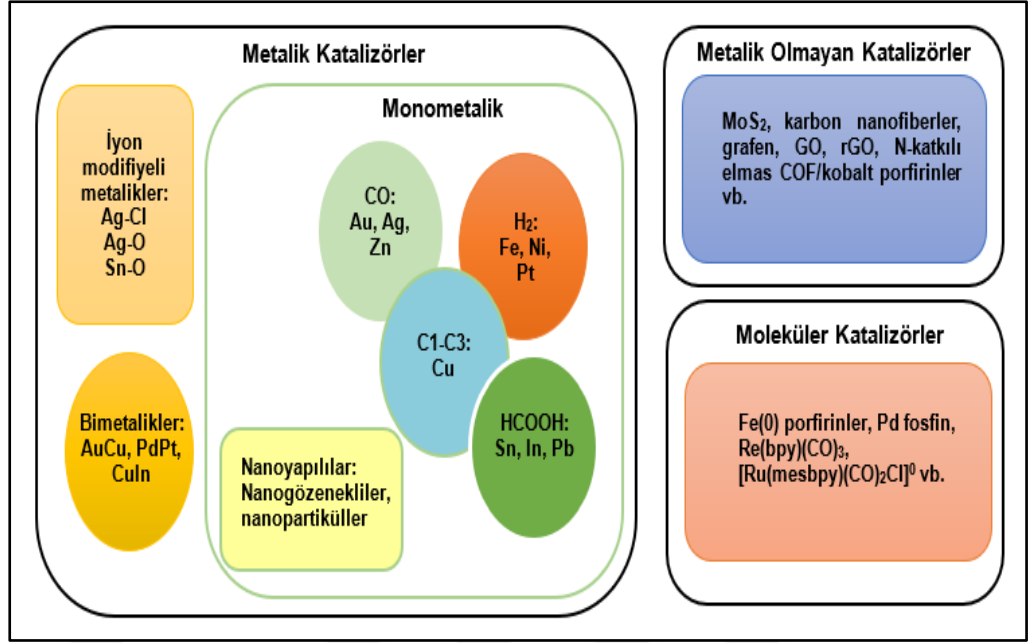 Metalik Katalizörler
İyon
modifiyeli
metalikler:
Ag-Cl
Ag-O
Sn-O
Bimetalikler:
AuCu, PdPt,
CuIn
Monometalik
CO:
Au, Ag,
Zn
H₂:
Fe, Ni,
Pt
C1-C3:
Cu
HCOOH:
Sn, In, Pb
Nanoyapılılar:
Nanogözenekliler,
nanopartiküller
Metalik Olmayan Katalizörler
MoS₂, karbon nanofiberler,
grafen, GO, rGO, N-katkılı
elmas COF/kobalt porfirinler
vb.
Moleküler Katalizörler
Fe(0) porfirinler, Pd fosfin,
Re(bpy)(CO)₃,
[Ru(mesbpy)(CO)₂Cl]⁰ vb.